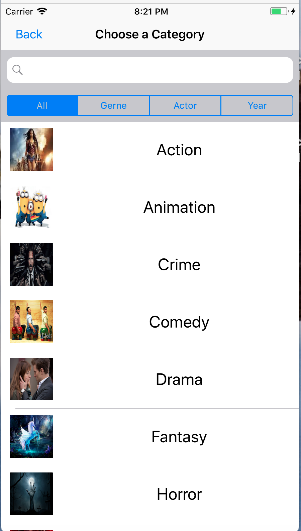 Carrier 8:21 PM
Back Choose a Category
All Gerne Actor Year
Action
Animation
Crime
Comedy
Drama
Fantasy
Horror